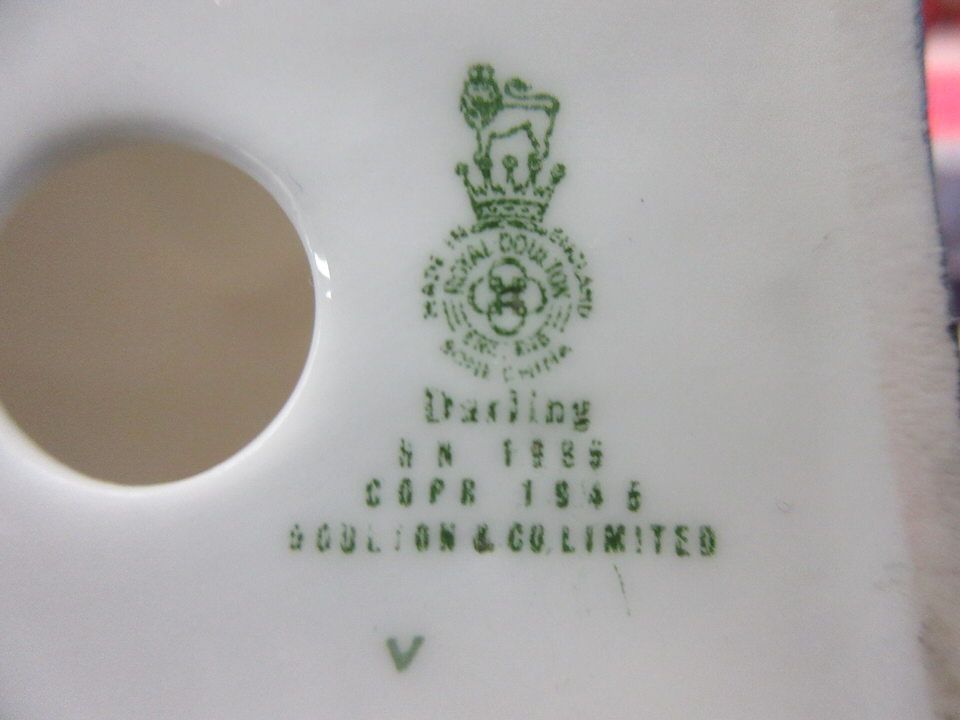 MADE IN ENGLAND
ROYAL DOULTON
BONE CHINA
Darling
HN 1985
COPR 1946
DOULTON & CO. LIMITED
V